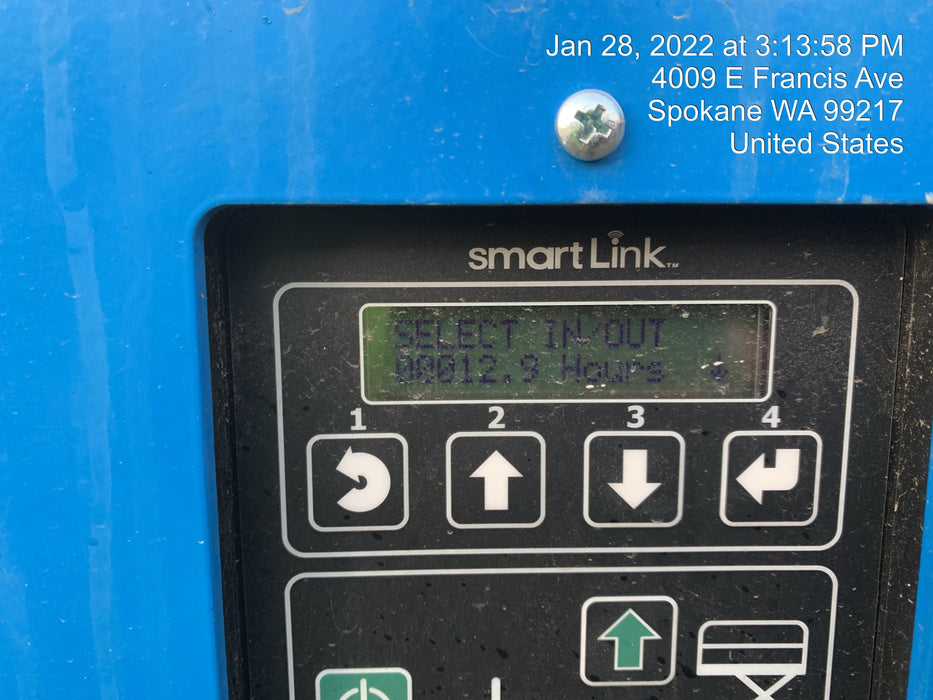 Jan 28, 2022 at 3:13:58 PM
4009 E Francis Ave
Spokane WA 99217
United States
smartLink™
SELECT IN/OUT
00012.9 Hours ↓
1 2 3 4